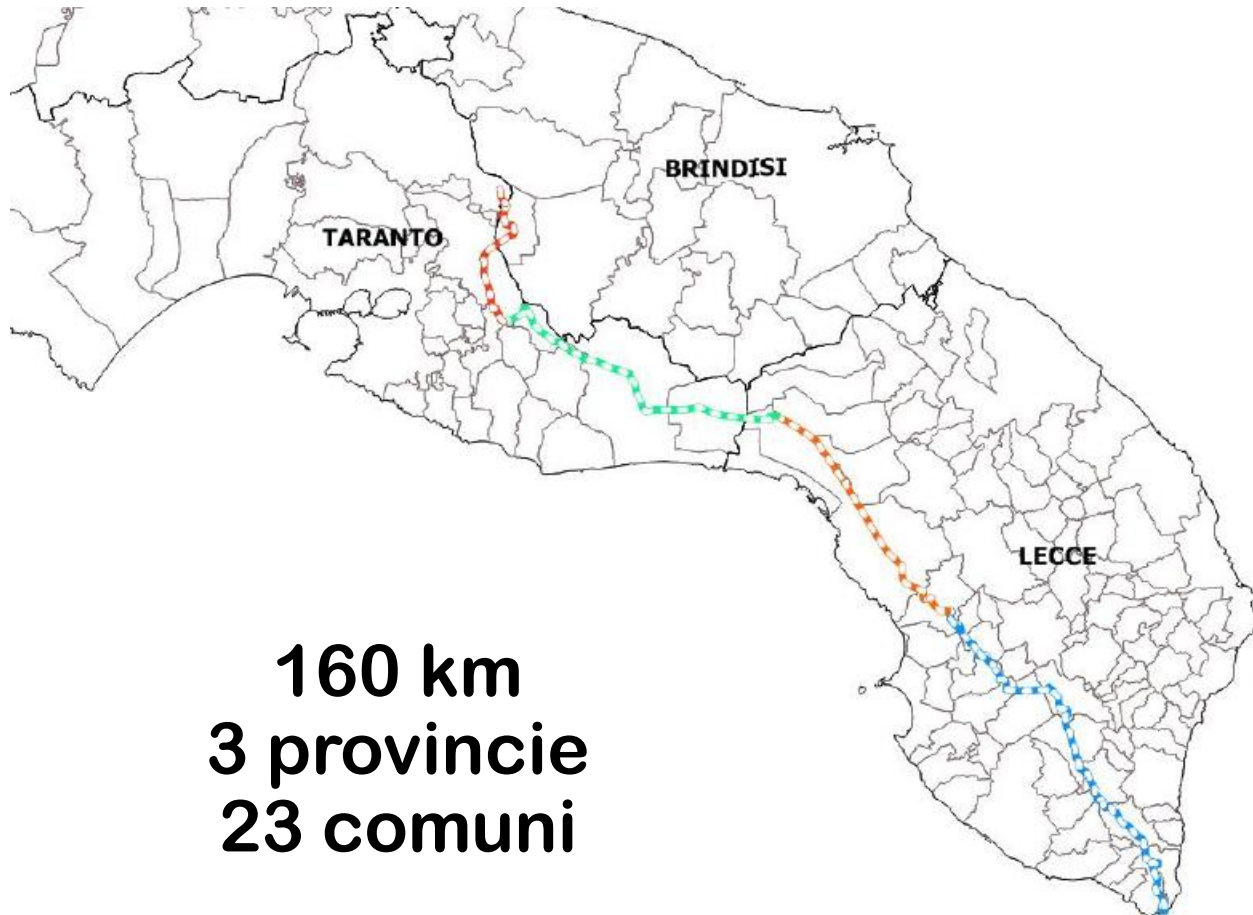 BRINDISI
TARANTO
LECCE
160 km
3 provincie
23 comuni